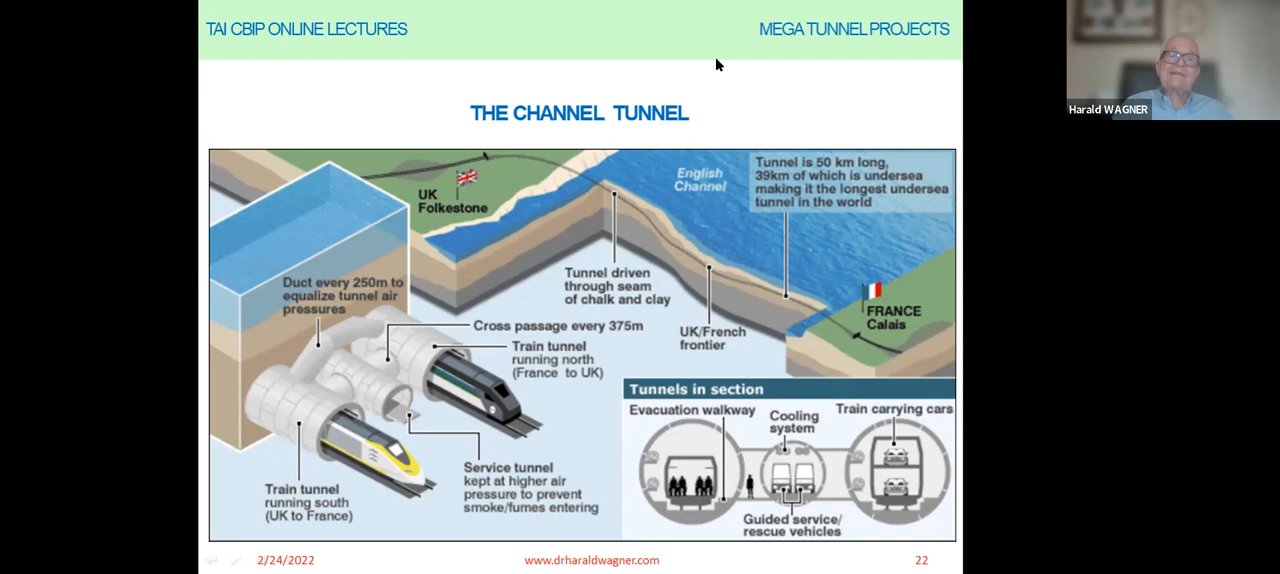 TAI CBIP ONLINE LECTURES
MEGA TUNNEL PROJECTS
Harald WAGNER
THE CHANNEL TUNNEL
UK
Folkestone
English
Channel
Tunnel is 50 km long,
39km of which is undersea
making it the longest undersea
tunnel in the world
Tunnel driven
through seam
of chalk and clay
UK/French
frontier
FRANCE
Calais
Duct every 250m to
equalize tunnel air
pressures
Cross passage every 375m
Train tunnel
running north
(France to UK)
Train tunnel
running south
(UK to France)
Service tunnel
kept at higher air
pressure to prevent
smoke/fumes entering
Tunnels in section
Evacuation walkway
Cooling
system
Train carrying cars
Guided service/
rescue vehicles
2/24/2022
www.drharaldwagner.com
22